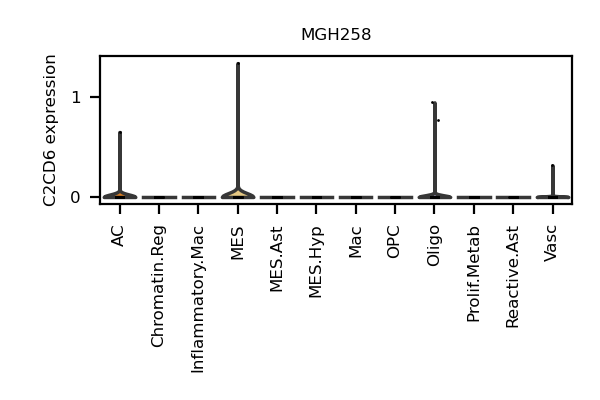 MGH258
C2CD6 expression
1
0
AC
Chromatin.Reg
Inflammatory.Mac
MES
MES.Ast
MES.Hyp
Mac
OPC
Oligo
Prolif.Metab
Reactive.Ast
Vasc